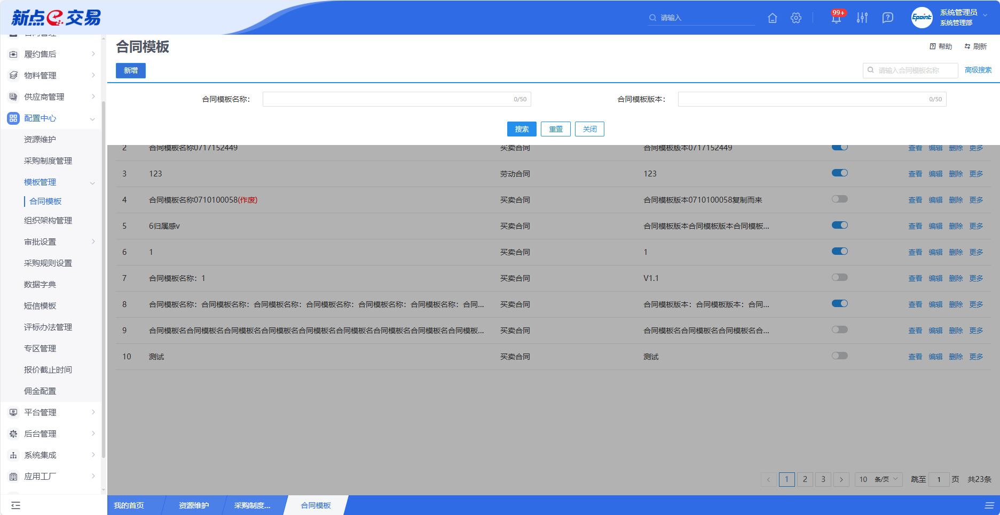 新点e交易
请输入
99+
Epoint
系统管理员
系统管理部
合同管理
履约售后
物料管理
供应商管理
配置中心
资源维护
采购制度管理
模板管理
合同模板
组织架构管理
审批设置
采购规则设置
数据字典
短信模板
评标办法管理
专区管理
报价截止时间
佣金配置
平台管理
后台管理
系统集成
应用工厂
合同模板
帮助
刷新
新增
请输入合同模板名称
高级搜索
合同模板名称： 0/50 合同模板版本： 0/50
搜索 重置 关闭
2 合同模板名称0717152449 买卖合同 合同模板版本0717152449 查看 编辑 删除 更多
3 123 劳动合同 123 查看 编辑 删除 更多
4 合同模板名称0710100058(作废) 买卖合同 合同模板版本0710100058复制而来 查看 编辑 删除 更多
5 6归属感v 买卖合同 合同模板版本合同模板版本合同模板... 查看 编辑 删除 更多
6 1 买卖合同 1 查看 编辑 删除 更多
7 合同模板名称：1 买卖合同 V1.1 查看 编辑 删除 更多
8 合同模板名称：合同模板名称：合同模板名称：合同模板名称：合同模板名称：合同模板名称：合同... 买卖合同 合同模板版本：合同模板版本：合同... 查看 编辑 删除 更多
9 合同模板名合同模板名合同模板名合同模板名合同模板名合同模板名合同模板名合同模板名合同模板... 买卖合同 合同模板名合同模板名合同模板名合... 查看 编辑 删除 更多
10 测试 买卖合同 测试 查看 编辑 删除 更多
1 2 3 10 条/页 跳至 1 页 共23条
我的首页 资源维护 采购制度... 合同模板